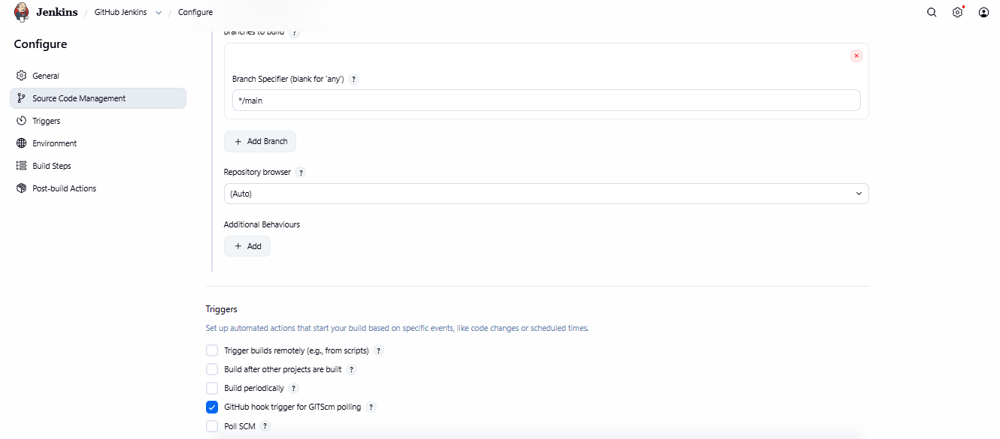 Jenkins / GitHub Jenkins / Configure
Configure
General
Source Code Management
Triggers
Environment
Build Steps
Post-build Actions
Branches to build ?
Branch Specifier (blank for 'any') ?
*/main
+ Add Branch
Repository browser ?
(Auto)
Additional Behaviours
+ Add
Triggers
Set up automated actions that start your build based on specific events, like code changes or scheduled times.
Trigger builds remotely (e.g., from scripts) ?
Build after other projects are built ?
Build periodically ?
GitHub hook trigger for GITScm polling ?
Poll SCM ?